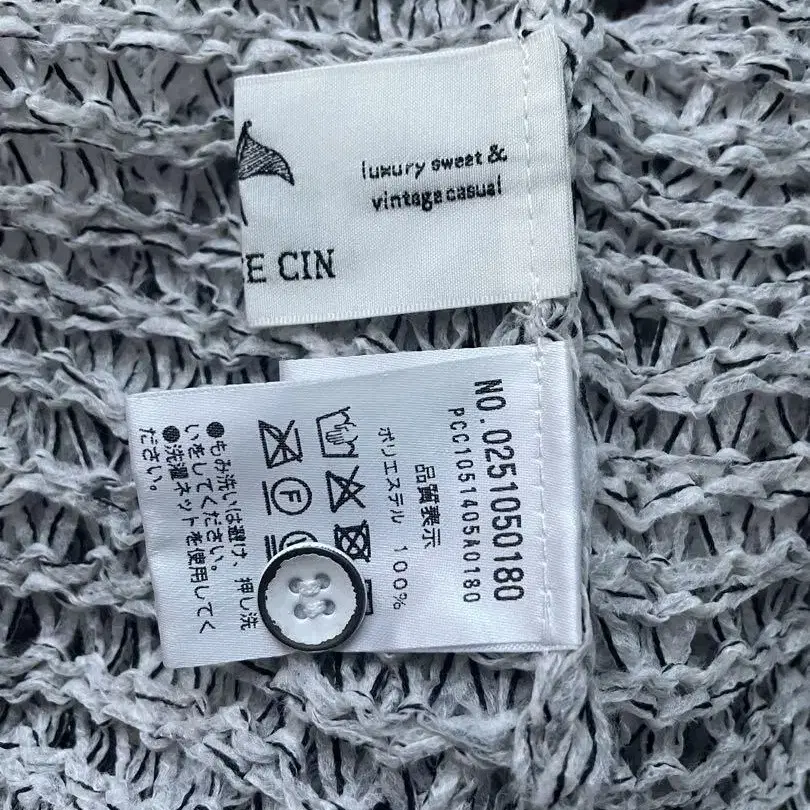 luxury sweet &
vintage casual
E CIN
NO.0251050180
PCC1051405A0180
品質表示
ポリエステル 100%
●もみ洗いは避け、押し洗
いをしてください。
●洗濯ネットを使用してく
ださい。